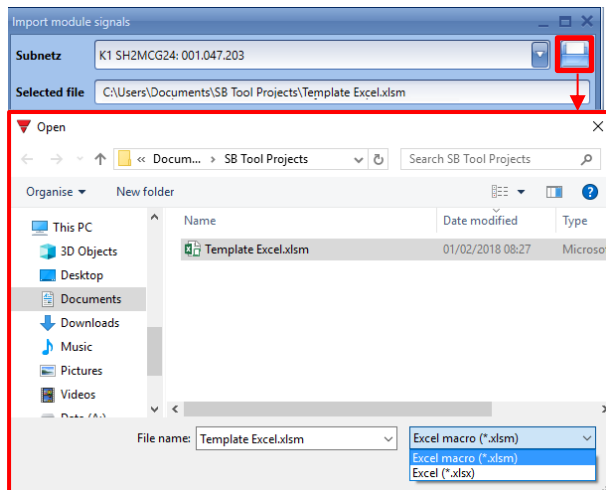 Import module signals
Subnetz K1 SH2MCG24: 001.047.203
Selected file C:\Users\Documents\SB Tool Projects\Template Excel.xlsm
Open
« Docum... > SB Tool Projects Search SB Tool Projects
Organise New folder
This PC
3D Objects
Desktop
Documents
Downloads
Music
Pictures
Videos
Name Date modified Type
Template Excel.xlsm 01/02/2018 08:27 Microso
File name: Template Excel.xlsm Excel macro (*.xlsm)
Excel macro (*.xlsm)
Excel (*.xlsx)